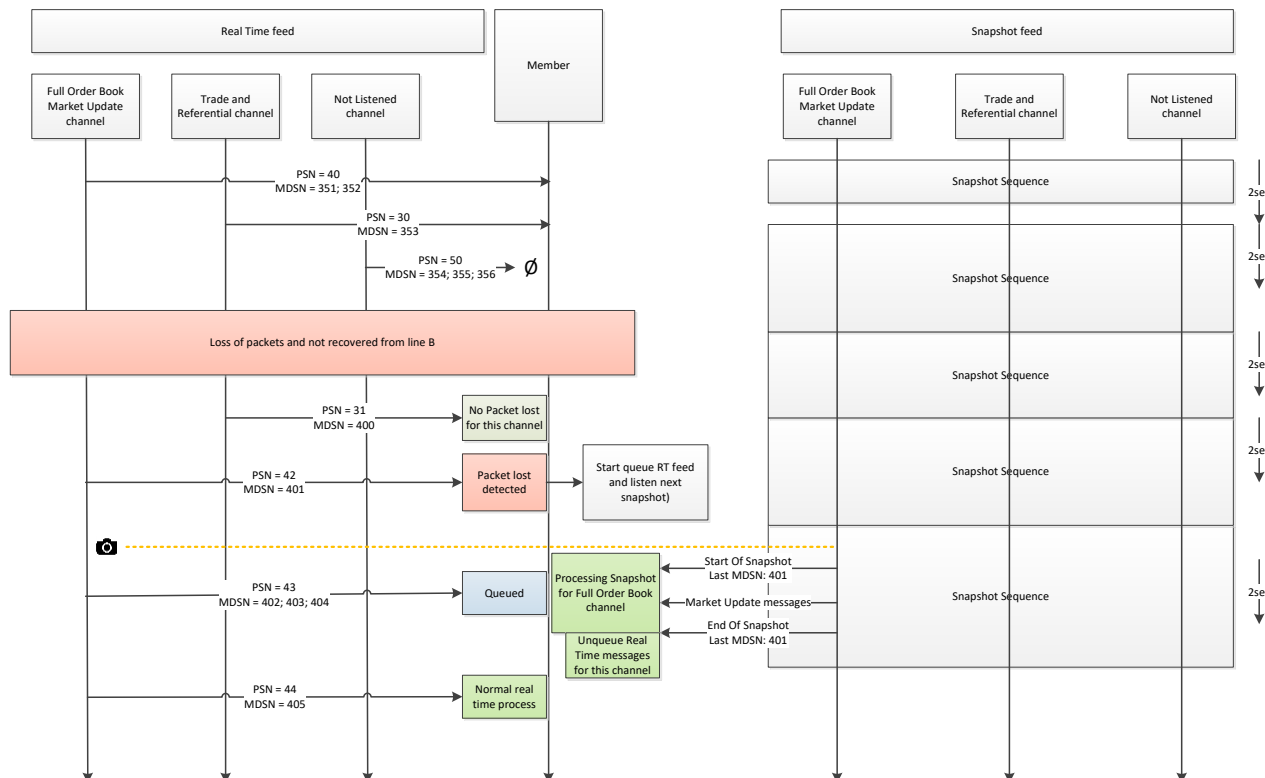 Real Time feed
Member
Snapshot feed
Full Order Book
Market Update
channel
Trade and
Referential channel
Not Listened
channel
Full Order Book
Market Update
channel
Trade and
Referential channel
Not Listened
channel
PSN = 40
MDSN = 351; 352
Snapshot Sequence
2se
PSN = 30
MDSN = 353
PSN = 50
MDSN = 354; 355; 356
Ø
Snapshot Sequence
2se
Loss of packets and not recovered from line B
Snapshot Sequence
2se
PSN = 31
MDSN = 400
No Packet lost
for this channel
PSN = 42
MDSN = 401
Packet lost
detected
Start queue RT feed
and listen next
snapshot)
Snapshot Sequence
2se
Start Of Snapshot
Last MDSN: 401
PSN = 43
MDSN = 402; 403; 404
Queued
Processing Snapshot
for Full Order Book
channel
Market Update messages
Snapshot Sequence
2se
End Of Snapshot
Last MDSN: 401
Unqueue Real
Time messages
for this channel
PSN = 44
MDSN = 405
Normal real
time process